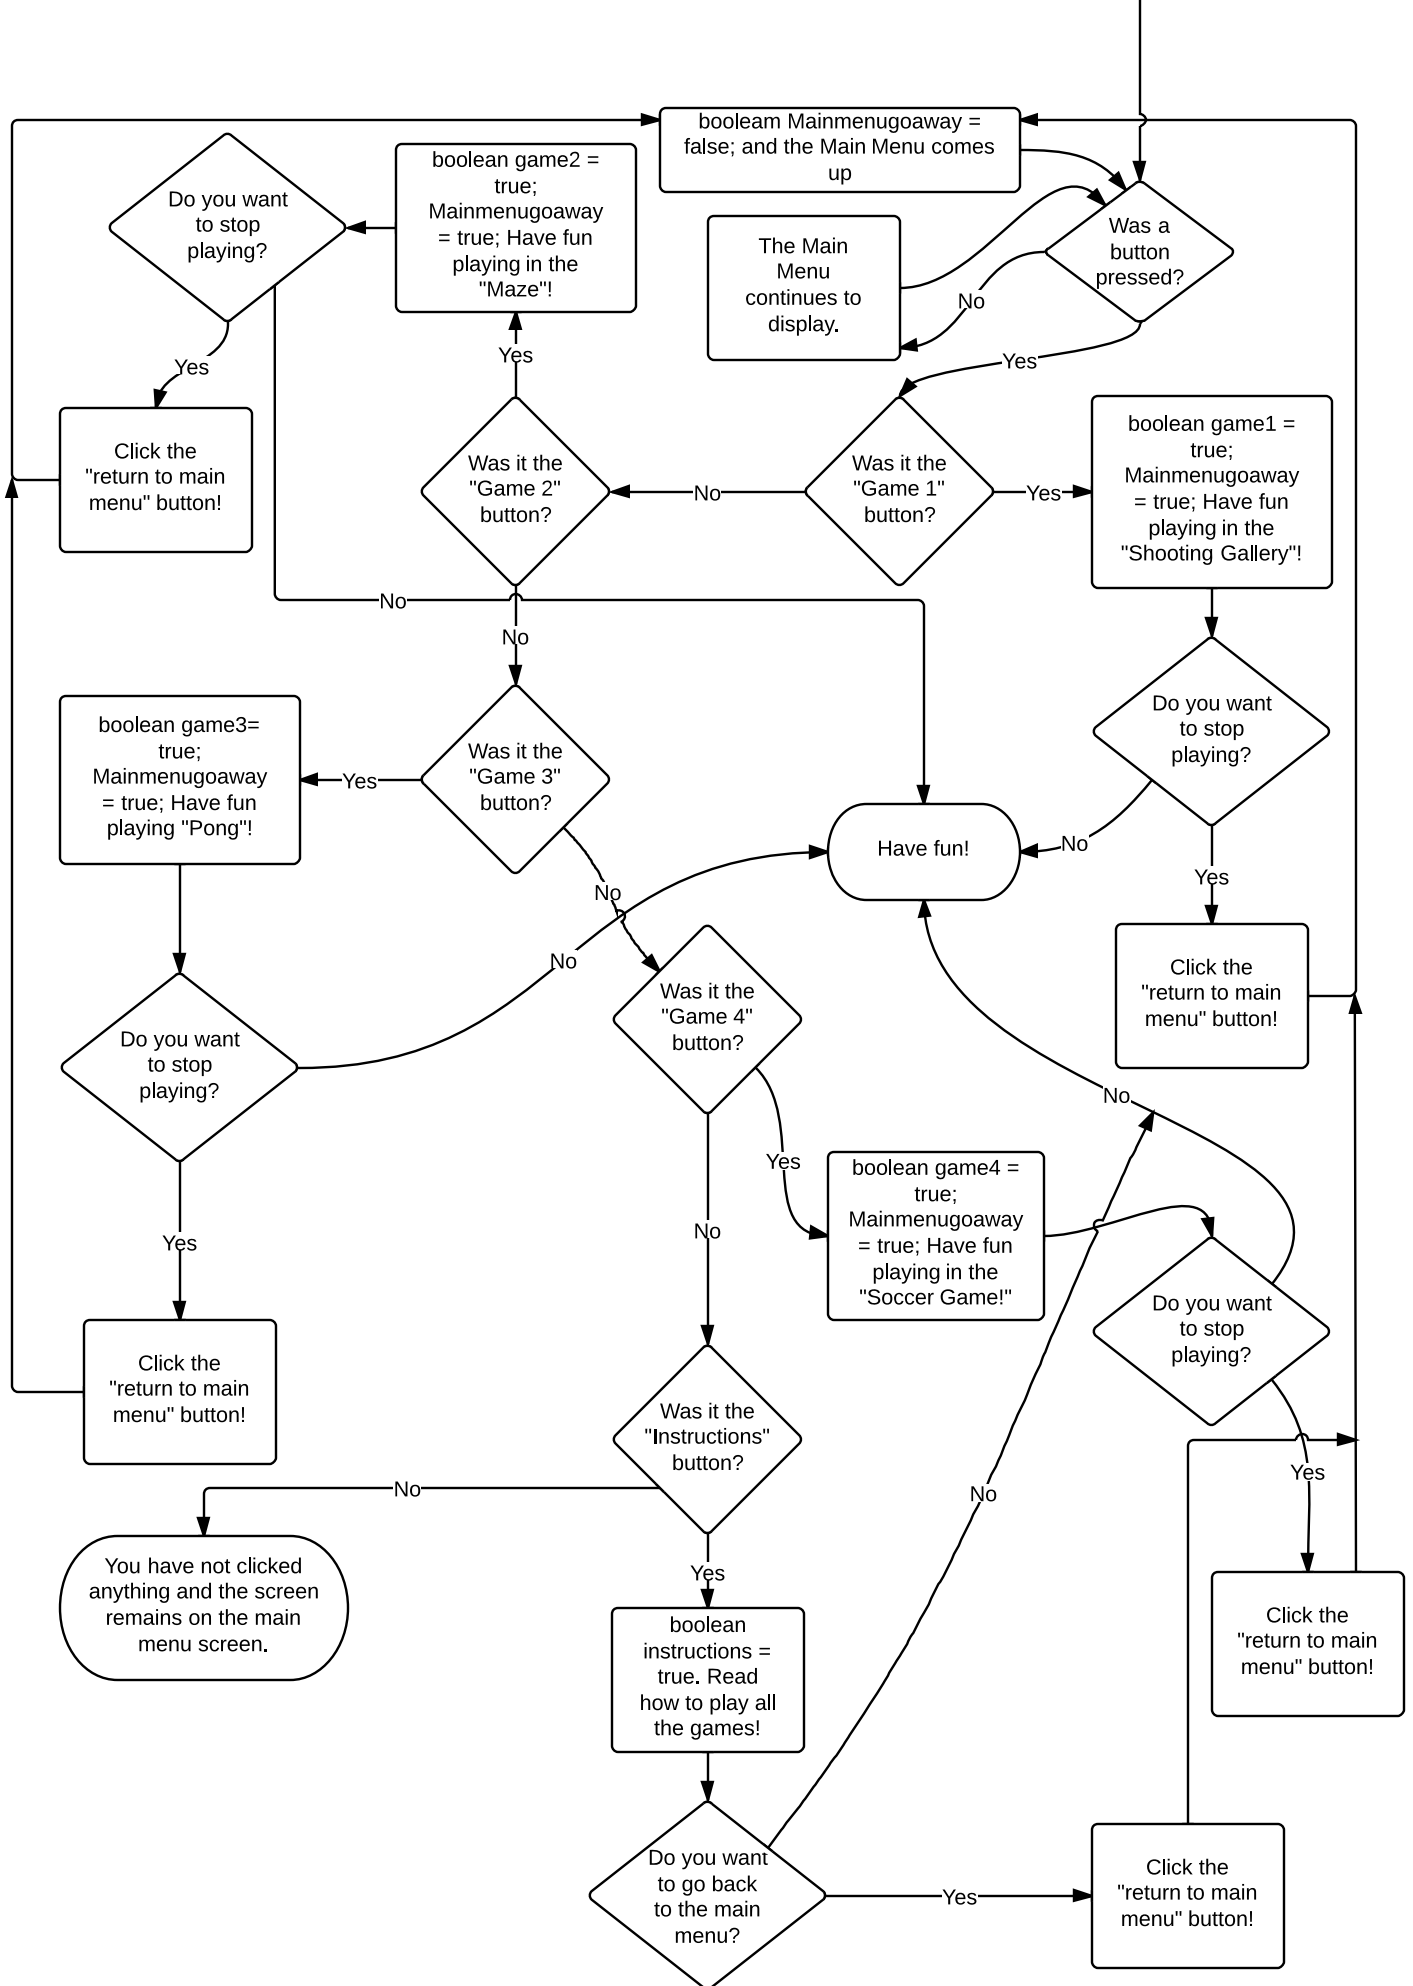 booleam Mainmenugoaway =
false; and the Main Menu comes
up
boolean game2 =
true;
Mainmenugoaway
= true; Have fun
playing in the
"Maze"!
Do you want
to stop
playing?
Was a
button
pressed?
The Main
Menu
continues to
display.
No
Yes
Yes
Yes
Click the
"return to main
menu" button!
Was it the
"Game 2"
button?
No
Was it the
"Game 1"
button?
Yes
boolean game1 =
true;
Mainmenugoaway
= true; Have fun
playing in the
"Shooting Gallery"!
No
No
boolean game3=
true;
Mainmenugoaway
= true; Have fun
playing "Pong"!
Yes
Was it the
"Game 3"
button?
Do you want
to stop
playing?
Have fun!
No
Yes
No
No
Was it the
"Game 4"
button?
Click the
"return to main
menu" button!
Do you want
to stop
playing?
No
Yes
No
Yes
boolean game4 =
true;
Mainmenugoaway
= true; Have fun
playing in the
"Soccer Game!"
Do you want
to stop
playing?
Click the
"return to main
menu" button!
Was it the
"Instructions"
button?
No
No
Yes
You have not clicked
anything and the screen
remains on the main
menu screen.
Yes
boolean
instructions =
true. Read
how to play all
the games!
Click the
"return to main
menu" button!
Do you want
to go back
to the main
menu?
Yes
Click the
"return to main
menu" button!